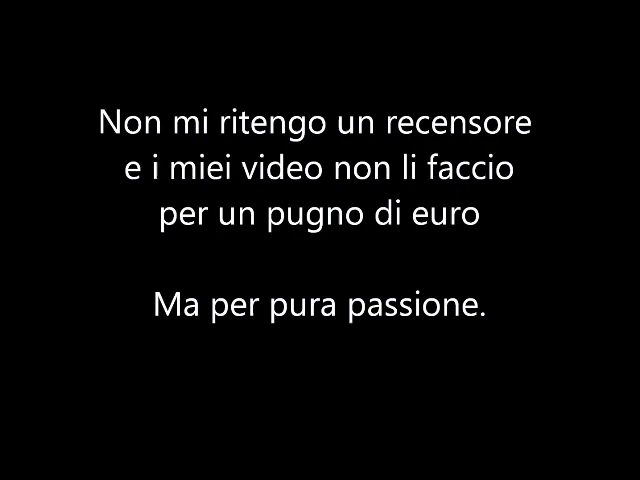 Non mi ritengo un recensore
e i miei video non li faccio
per un pugno di euro
Ma per pura passione.